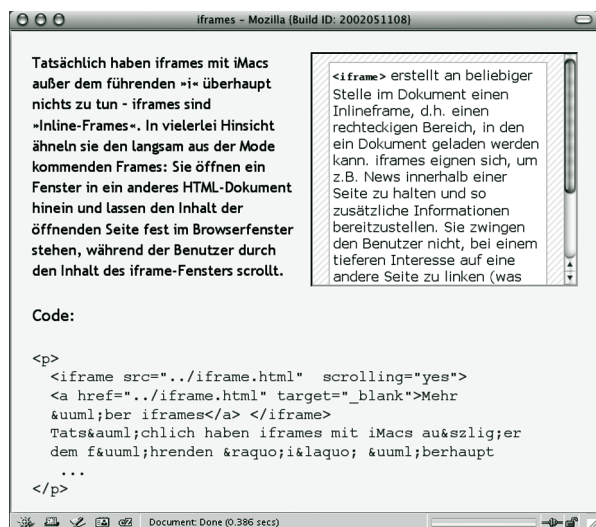 iframes - Mozilla {Build ID: 2002051108}
Tatsächlich haben iframes mit iMacs
außer dem führenden »i« überhaupt
nichts zu tun - iframes sind
»Inline-Frames«. In vielerlei Hinsicht
ähneln sie den langsam aus der Mode
kommenden Frames: Sie öffnen ein
Fenster in ein anderes HTML-Dokument
hinein und lassen den Inhalt der
öffnenden Seite fest im Browserfenster
stehen, während der Benutzer durch
den Inhalt des iframe-Fensters scrollt.
<iframe> erstellt an beliebiger
Stelle im Dokument einen
Inlineframe, d.h. einen
rechteckigen Bereich, in den
ein Dokument geladen werden
kann. iframes eignen sich, um
z.B. News innerhalb einer
Seite zu halten und so
zusätzliche Informationen
bereitzustellen. Sie zwingen
den Benutzer nicht, bei einem
tieferen Interesse auf eine
andere Seite zu linken (was
Code:
<p>
<iframe src="../iframe.html" scrolling="yes">
<a href="../iframe.html" target="_blank">Mehr
&uuml;ber iframes</a> </iframe>
Tats&auml;chlich haben iframes mit iMacs au&szlig;er
dem f&uuml;hrenden &raquo;i&laquo; &uuml;berhaupt
...
</p>
Document: Done (0.386 secs)